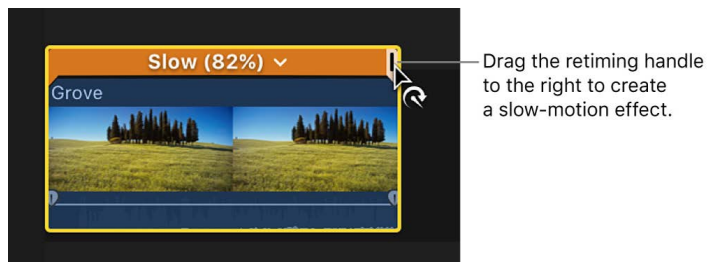 Slow (82%)
Grove
Drag the retiming handle
to the right to create
a slow-motion effect.